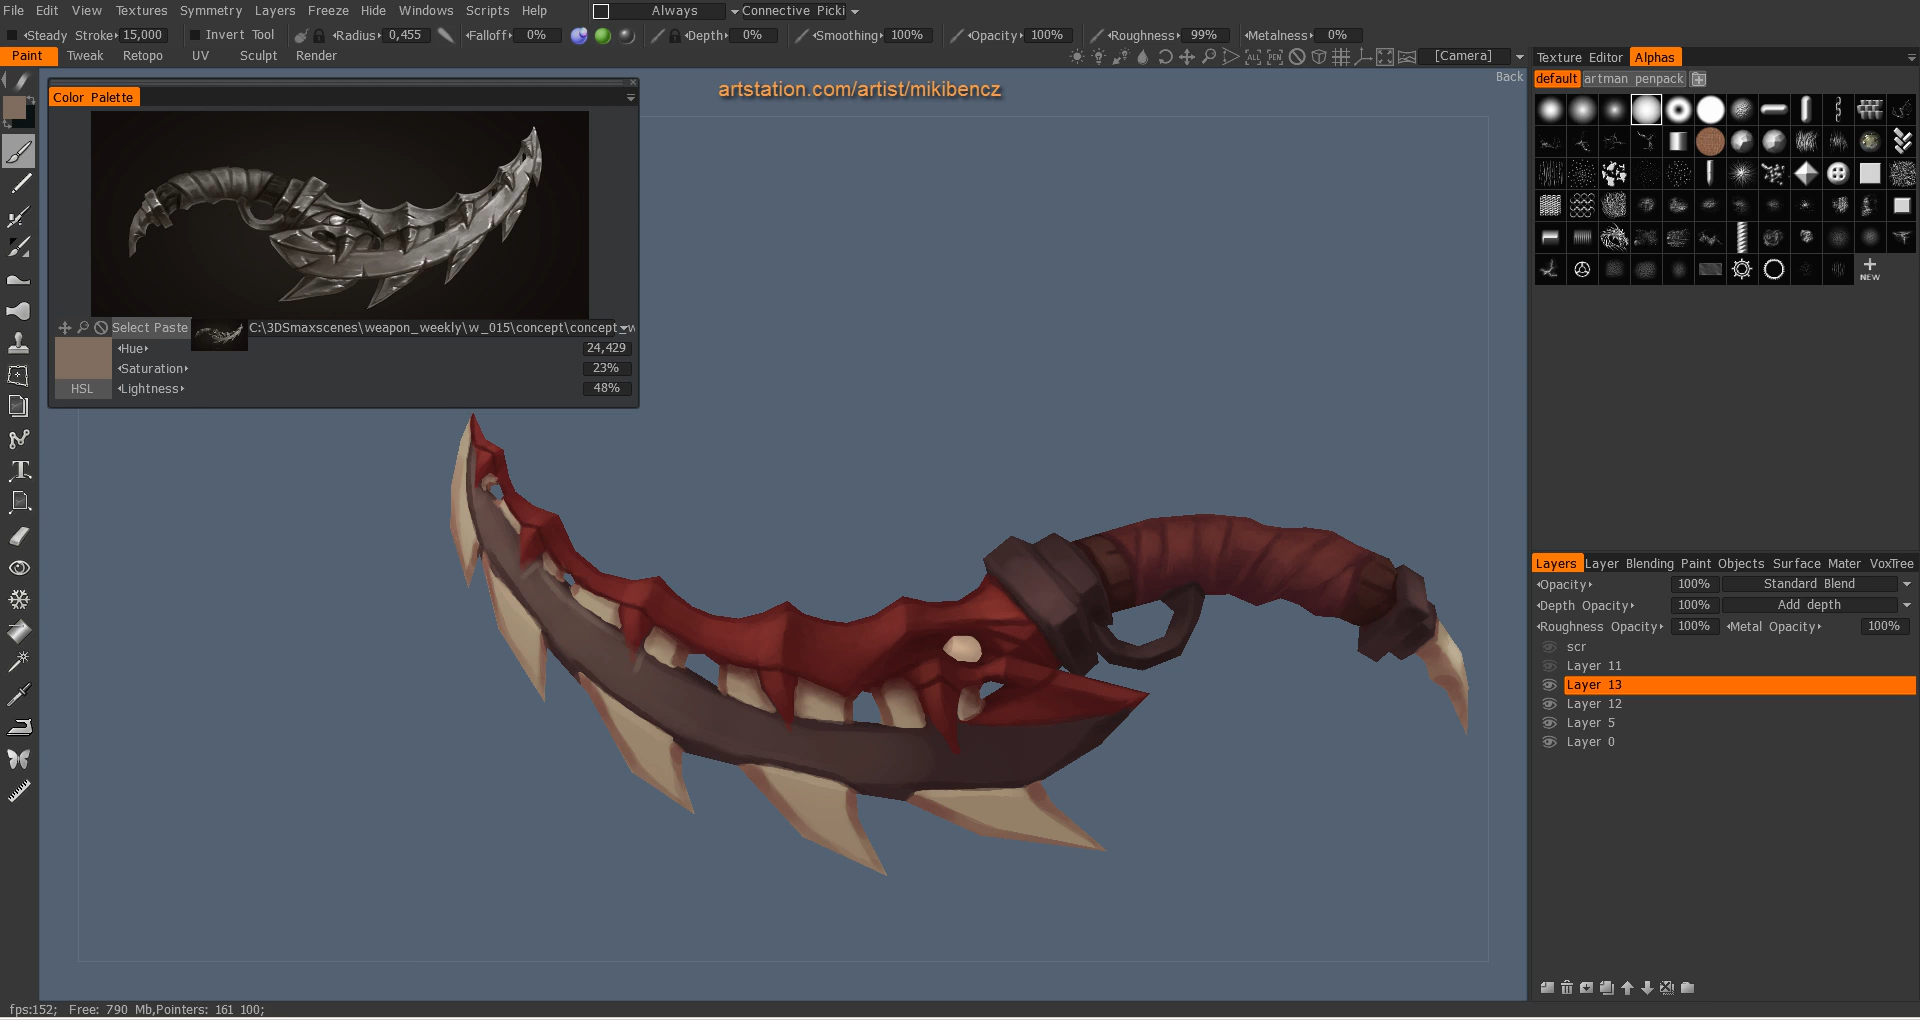 File Edit View Textures Symmetry Layers Freeze Hide Windows Scripts Help Always Connective Picki
Steady Stroke 15,000 Invert Tool Radius 0,455 Falloff 0% Depth 0% Smoothing 100% Opacity 100% Roughness 99% Metalness 0%
Paint Tweak Retopo UV Sculpt Render ALL PEN [Camera] Texture Editor Alphas
Back default artman penpack
Color Palette
artstation.com/artist/mikibencz
NEW
Select Paste C:\3DSmaxscenes\weapon_weekly\w_015\concept\concept_w
Hue 24,429
Saturation 23%
HSL Lightness 48%
Layers Layer Blending Paint Objects Surface Mater VoxTree
Opacity 100% Standard Blend
Depth Opacity 100% Add depth
Roughness Opacity 100% Metal Opacity 100%
scr
Layer 11
Layer 13
Layer 12
Layer 5
Layer 0
fps:152; Free: 790 Mb,Pointers: 161 100;